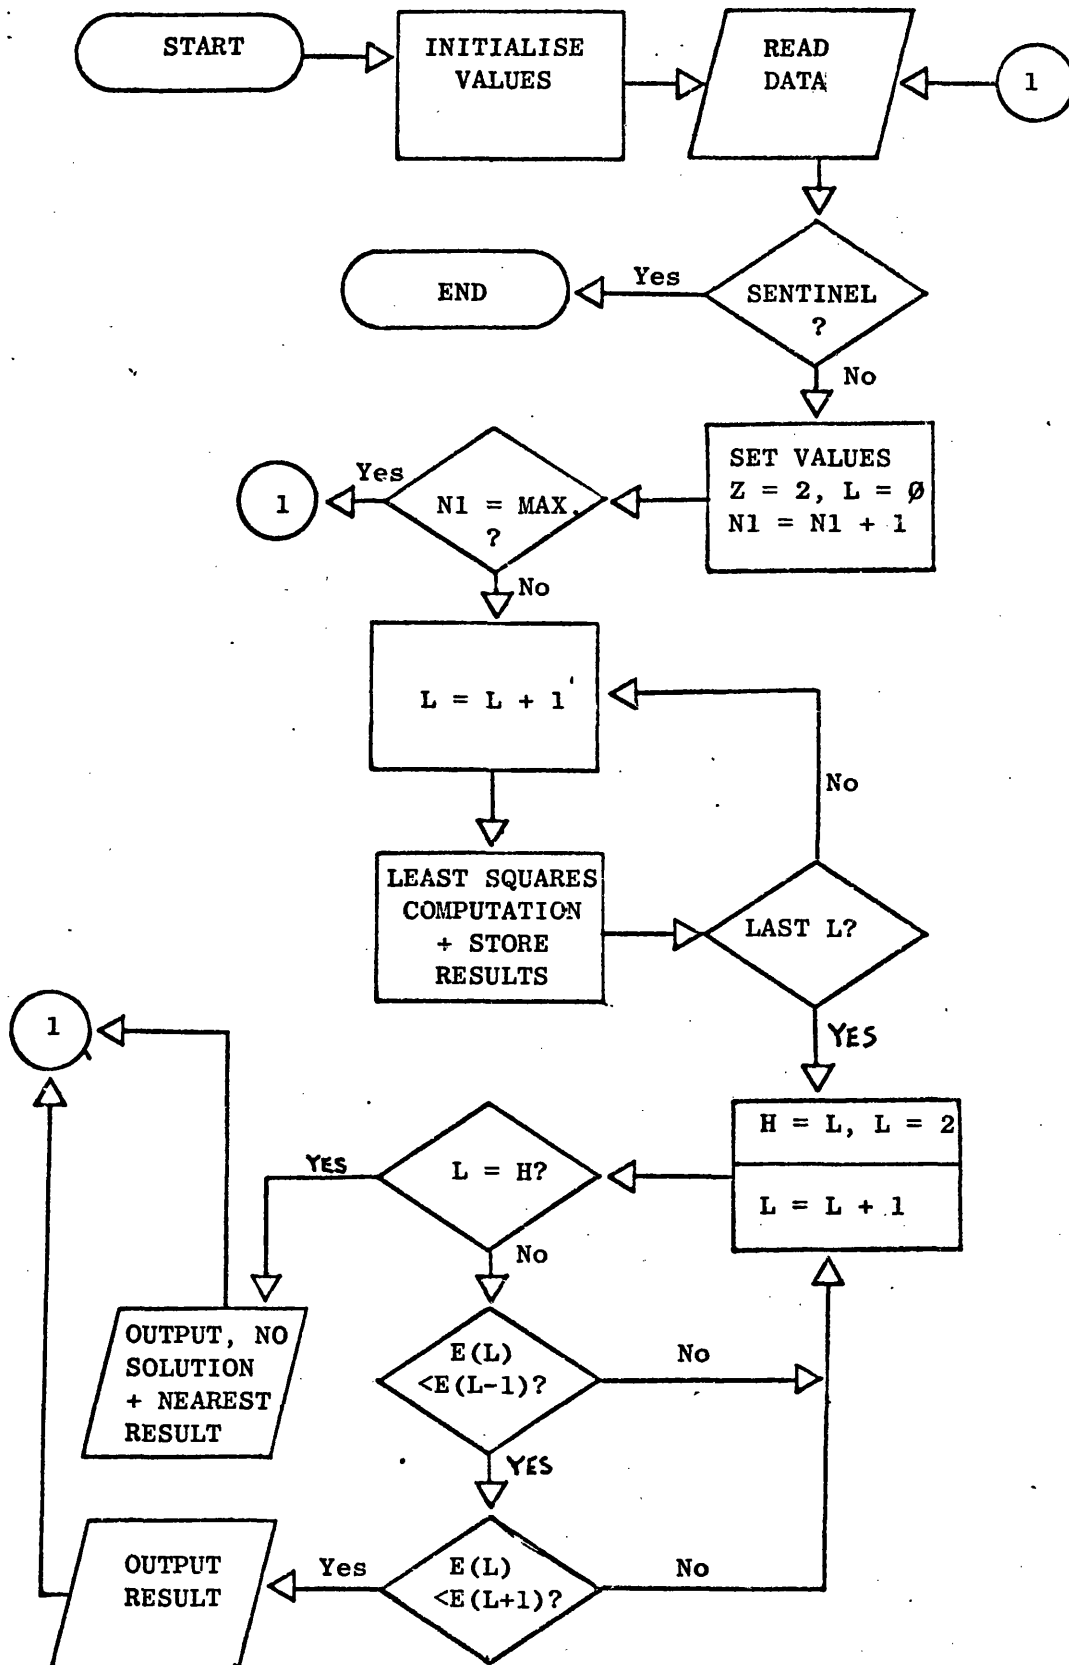 START
INITIALISE
VALUES
READ
DATA
1
SENTINEL
?
Yes
END
No
SET VALUES
Z = 2, L = Ø
N1 = N1 + 1
N1 = MAX.
?
Yes
1
No
L = L + 1
LEAST SQUARES
COMPUTATION
+ STORE
RESULTS
LAST L?
No
YES
H = L, L = 2
L = L + 1
L = H?
YES
1
No
OUTPUT, NO
SOLUTION
+ NEAREST
RESULT
E(L)
<E(L-1)?
No
YES
E(L)
<E(L+1)?
No
Yes
OUTPUT
RESULT